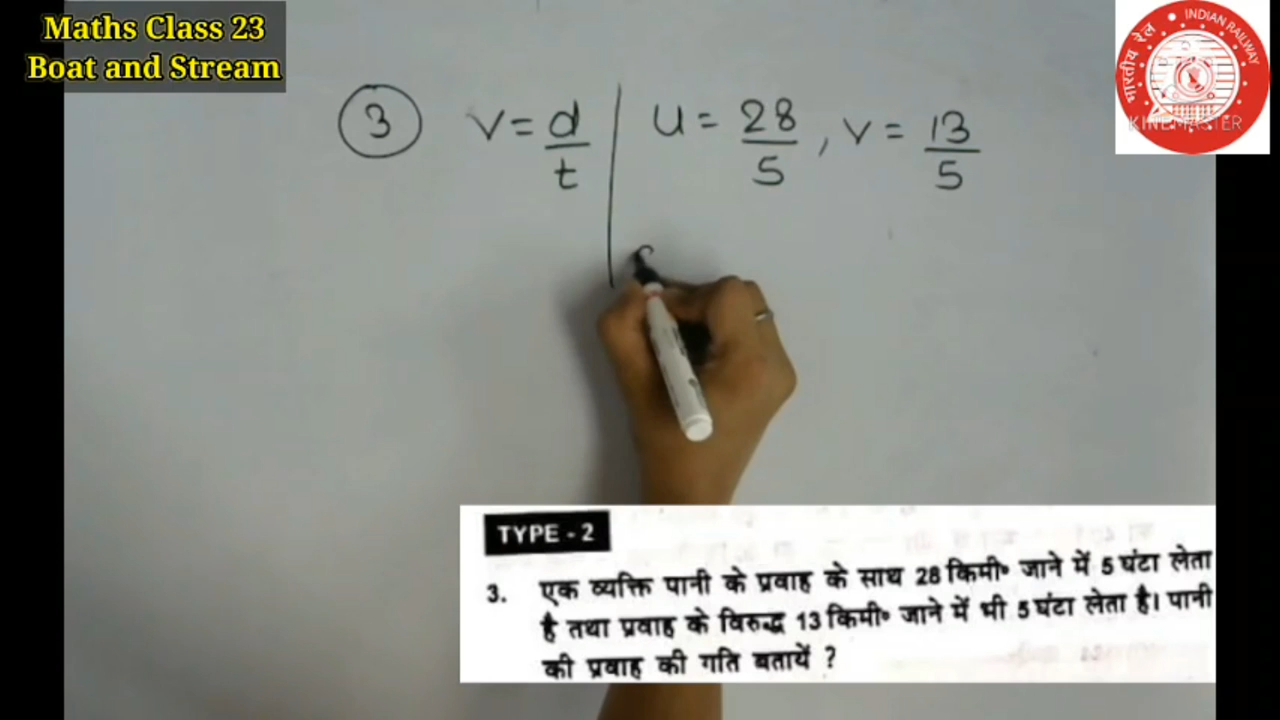 Maths Class 23
Boat and Stream
INDIAN RAILWAY
भारतीय रेल
KINEMASTER
3 V = d/t | u = 28/5, v = 13/5
TYPE - 2
3. एक व्यक्ति पानी के प्रवाह के साथ 28 किमी॰ जाने में 5 घंटा लेता
है तथा प्रवाह के विरुद्ध 13 किमी॰ जाने में भी 5 घंटा लेता है। पानी
की प्रवाह की गति बतायें ?